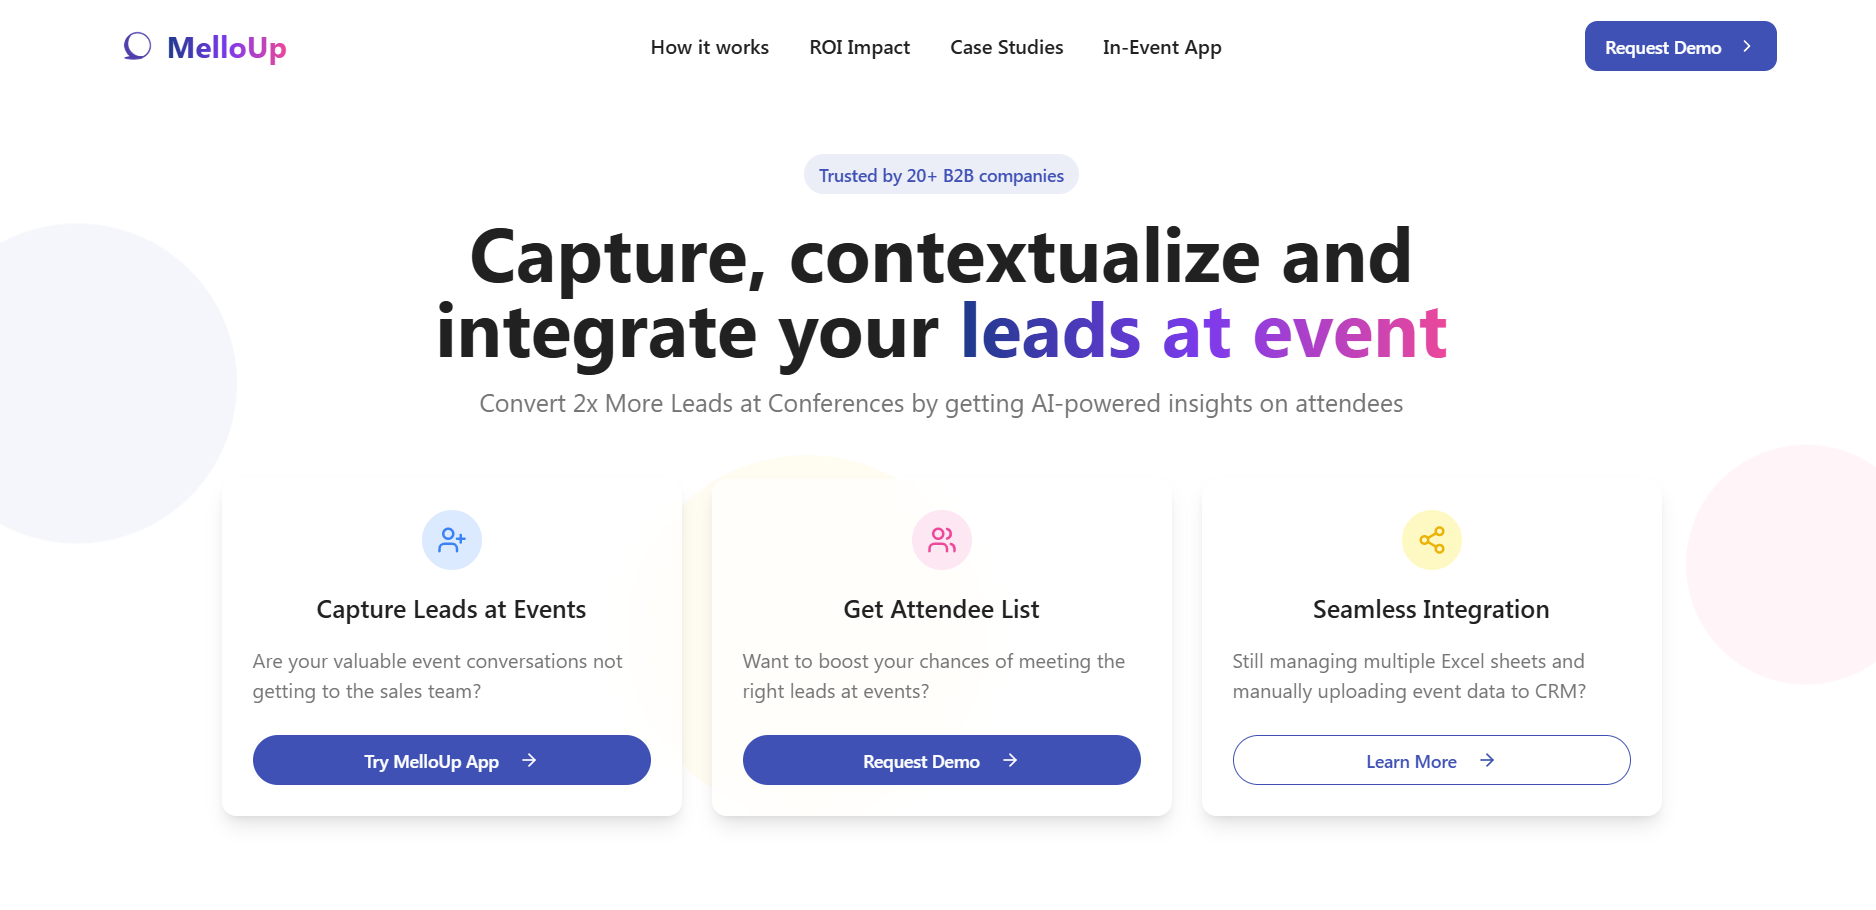 MelloUp
How it works
ROI Impact
Case Studies
In-Event App
Request Demo
Trusted by 20+ B2B companies
Capture, contextualize and
integrate your leads at event
Convert 2x More Leads at Conferences by getting AI-powered insights on attendees
Capture Leads at Events
Are your valuable event conversations not
getting to the sales team?
Try MelloUp App
Get Attendee List
Want to boost your chances of meeting the
right leads at events?
Request Demo
Seamless Integration
Still managing multiple Excel sheets and
manually uploading event data to CRM?
Learn More